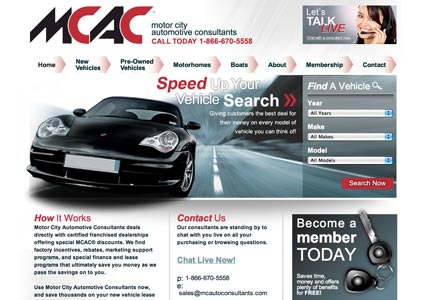 MCAC
motor city
automotive consultants
CALL TODAY 1-866-670-5558
Let's
TALK
LIVE
Chat with a consultant now
Home
New Vehicles
Pre-Owned Vehicles
Motorhomes
Boats
About
Membership
Contact
Speed Up Your
Vehicle Search
Giving customers the best deal for
their money on every model of
vehicle you can think of!
Find A Vehicle
Year
All Years
Make
All Makes
Model
All Models
Search Now
How It Works
Motor City Automotive Consultants deals
directly with certified franchised dealerships
offering special MCAC® discounts. We find
factory incentives, rebates, marketing support
programs, and special finance and lease
programs that ultimately save you money as we
pass the savings on to you.
Use Motor City Automotive Consultants now,
and save thousands on your new vehicle lease
Contact Us
Our consultants are standing by to
chat with you live on all your
purchasing or browsing questions.
Chat Live Now!
p: 1-866-670-5558
e:
sales@mcautoconsultants.com
Become a
member
TODAY
Saves time,
money and offers
plenty of benefits
for FREE!